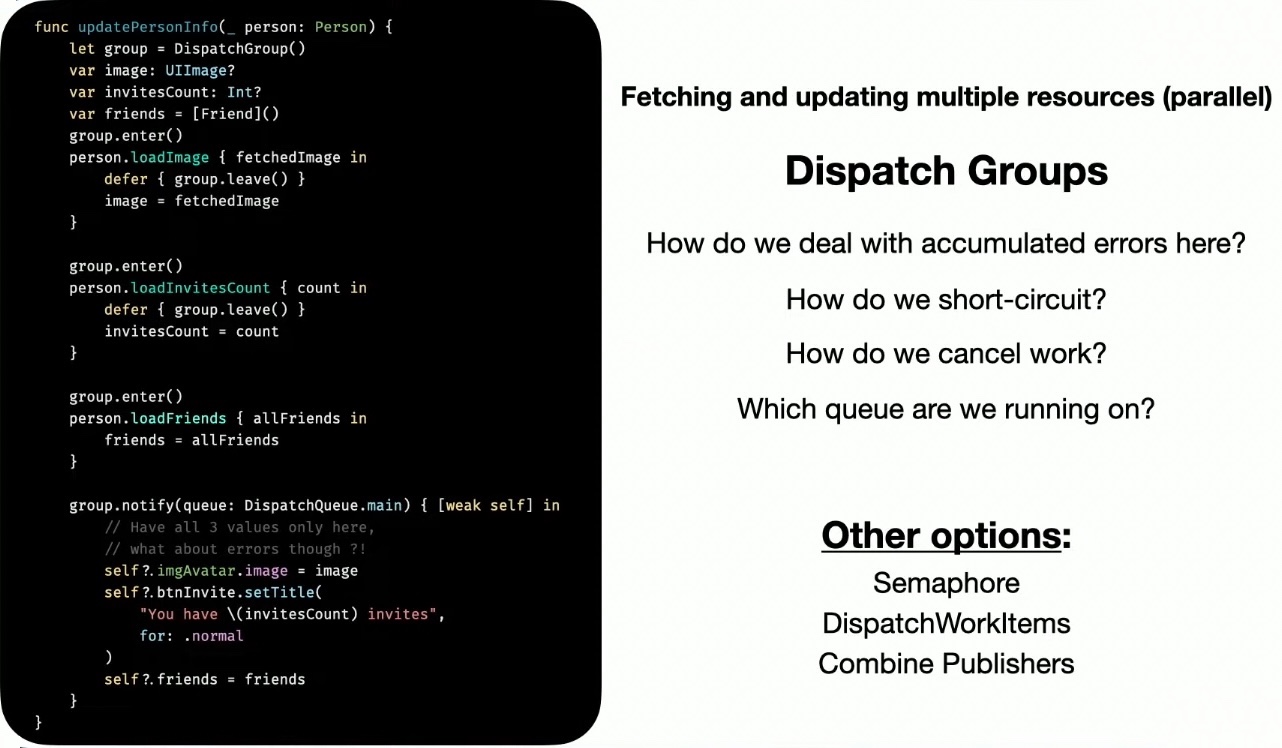 func updatePersonInfo(_ person: Person) {
    let group = DispatchGroup()
    var image: UIImage?
    var invitesCount: Int?
    var friends = [Friend]()
    group.enter()
    person.loadImage { fetchedImage in
        defer { group.leave() }
        image = fetchedImage
    }

    group.enter()
    person.loadInvitesCount { count in
        defer { group.leave() }
        invitesCount = count
    }

    group.enter()
    person.loadFriends { allFriends in
        friends = allFriends
    }

    group.notify(queue: DispatchQueue.main) { [weak self] in
        // Have all 3 values only here,
        // what about errors though ?!
        self?.imgAvatar.image = image
        self?.btnInvite.setTitle(
            "You have \(invitesCount) invites",
            for: .normal
        )
        self?.friends = friends
    }
}
Fetching and updating multiple resources (parallel)
Dispatch Groups
How do we deal with accumulated errors here?
How do we short-circuit?
How do we cancel work?
Which queue are we running on?
Other options:
Semaphore
DispatchWorkItems
Combine Publishers